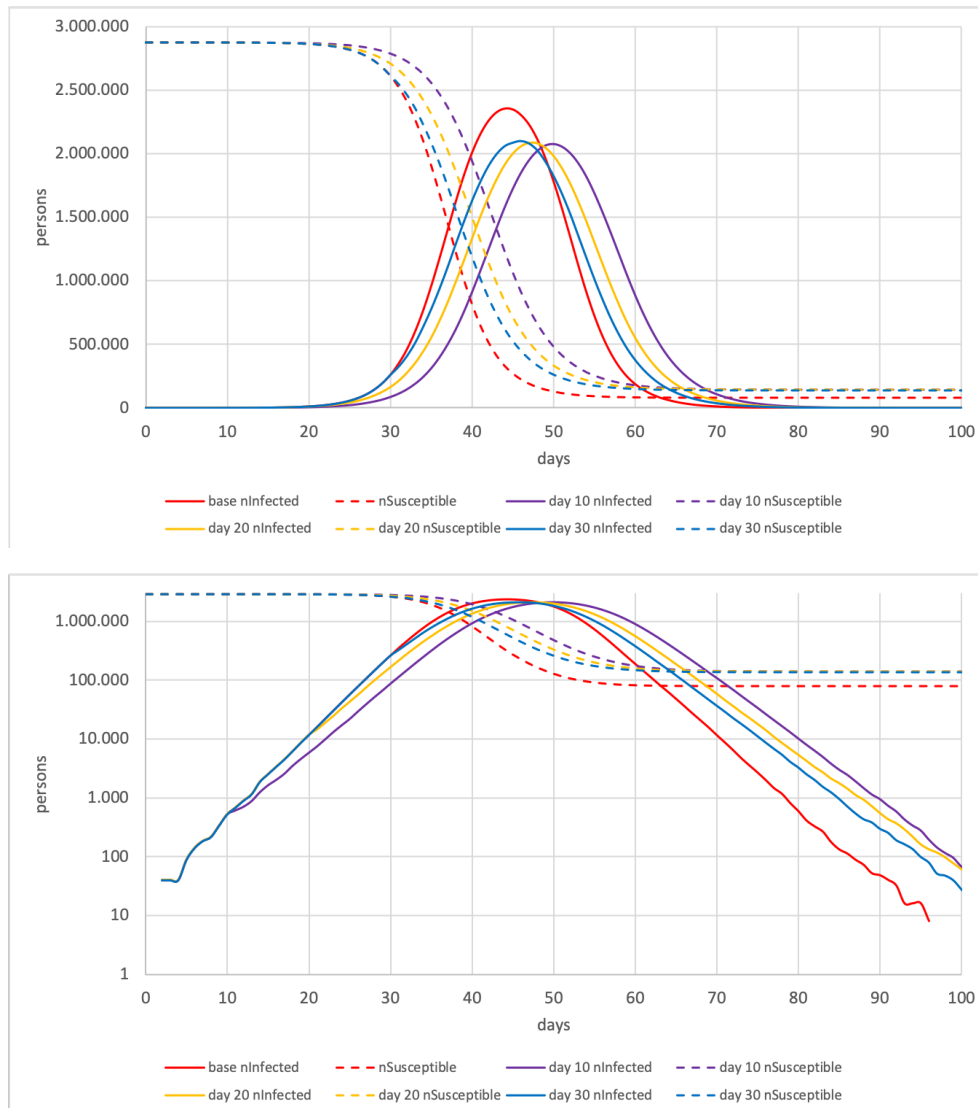 3.000.000
2.500.000
2.000.000
1.500.000
1.000.000
500.000
0
persons
0 10 20 30 40 50 60 70 80 90 100
days
base nInfected nSusceptible day 10 nInfected day 10 nSusceptible
day 20 nInfected day 20 nSusceptible day 30 nInfected day 30 nSusceptible
1.000.000
100.000
10.000
1.000
100
10
1
persons
0 10 20 30 40 50 60 70 80 90 100
days
base nInfected nSusceptible day 10 nInfected day 10 nSusceptible
day 20 nInfected day 20 nSusceptible day 30 nInfected day 30 nSusceptible